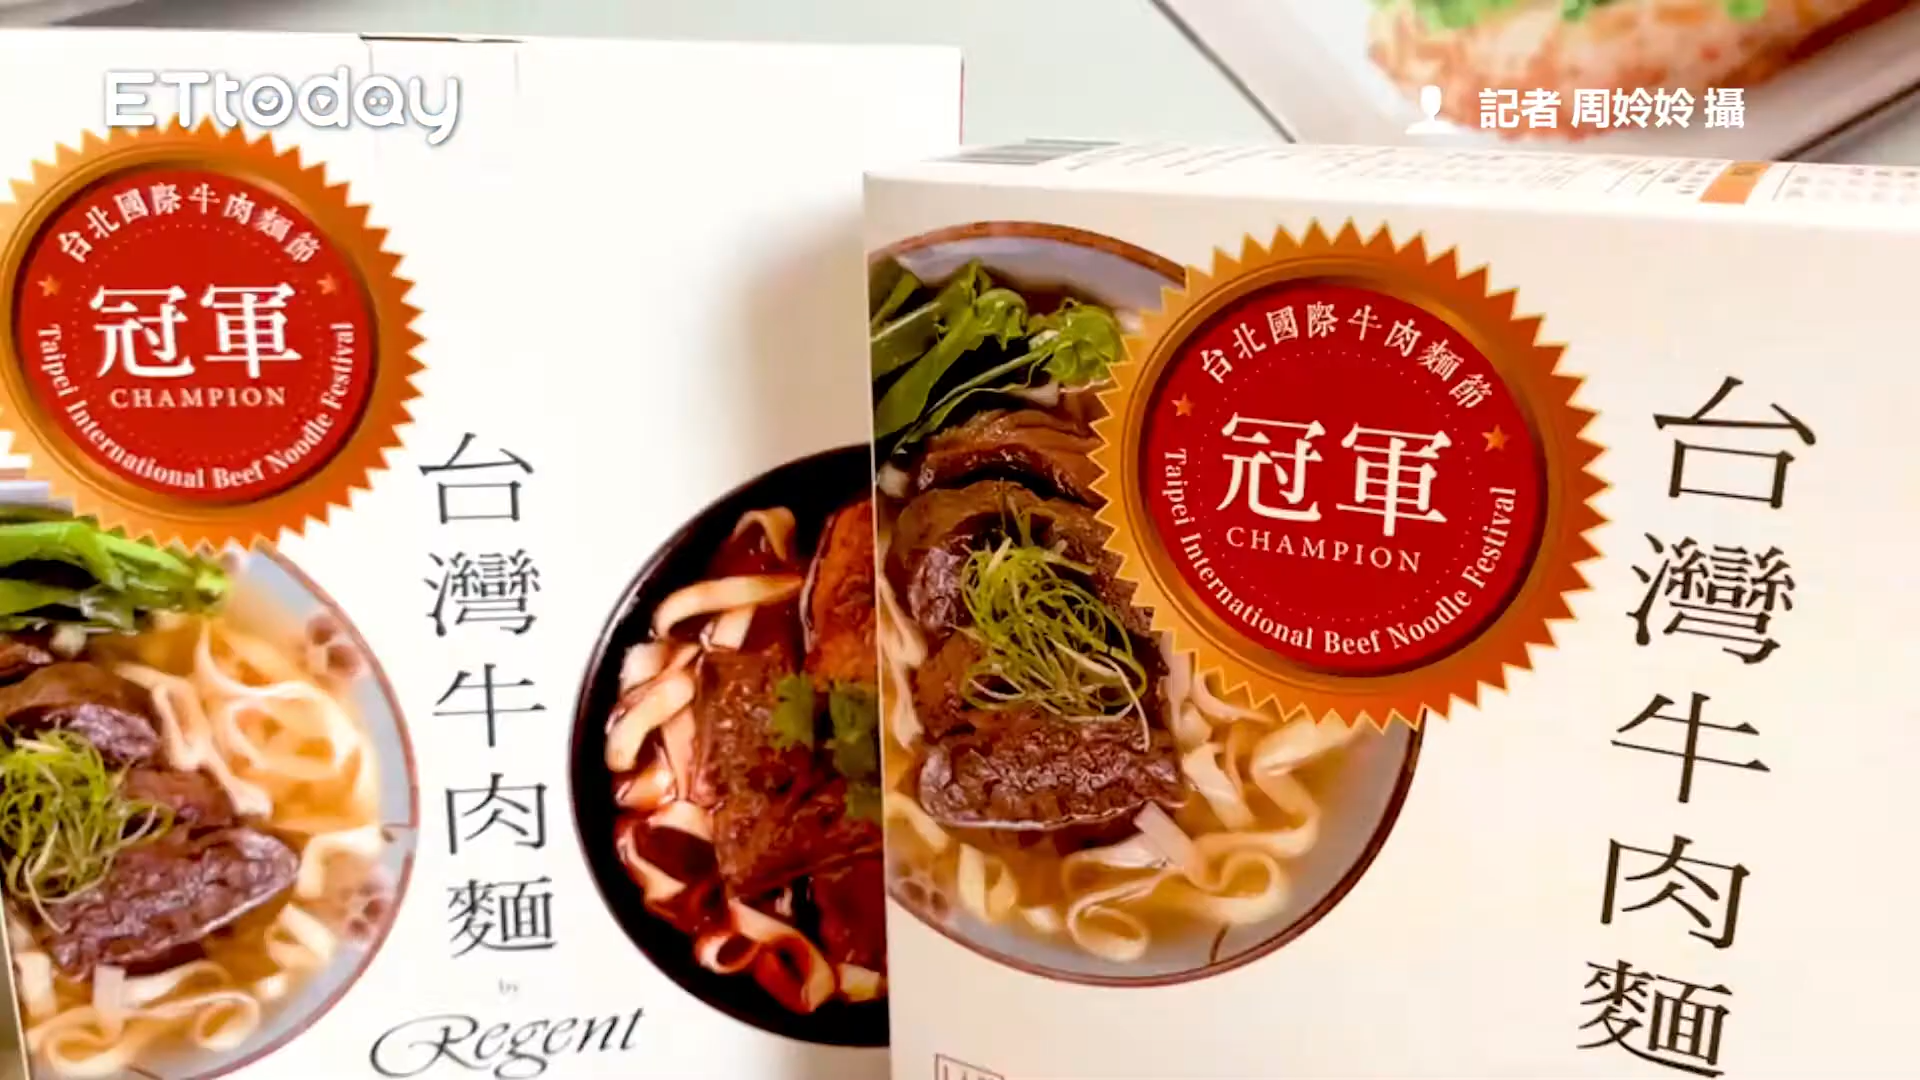 ETtoday
記者 周姈姈 攝
台北國際牛肉麵節
冠軍
CHAMPION
Taipei International Beef Noodle Festival
台灣牛肉麵
by
Regent
台北國際牛肉麵節
冠軍
CHAMPION
Taipei International Beef Noodle Festival
台灣牛肉麵